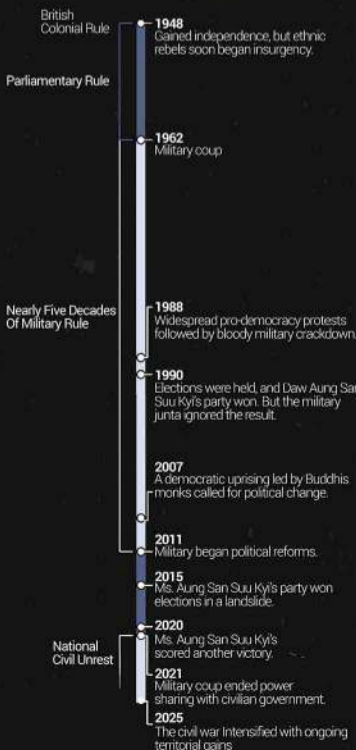 British
Colonial Rule
1948
Gained independence, but ethnic
rebels soon began insurgency.
Parliamentary Rule
1962
Military coup
Nearly Five Decades
Of Military Rule
1988
Widespread pro-democracy protests
followed by bloody military crackdown.
1990
Elections were held, and Daw Aung San
Suu Kyi's party won. But the military
junta ignored the result.
2007
A democratic uprising led by Buddhis
monks called for political change.
2011
Military began political reforms.
2015
Ms. Aung San Suu Kyi's party won
elections in a landslide.
2020
Ms. Aung San Suu Kyi's
scored another victory.
National
Civil Unrest
2021
Military coup ended power
sharing with civilian government.
2025
The civil war Intensified with ongoing
territorial gains